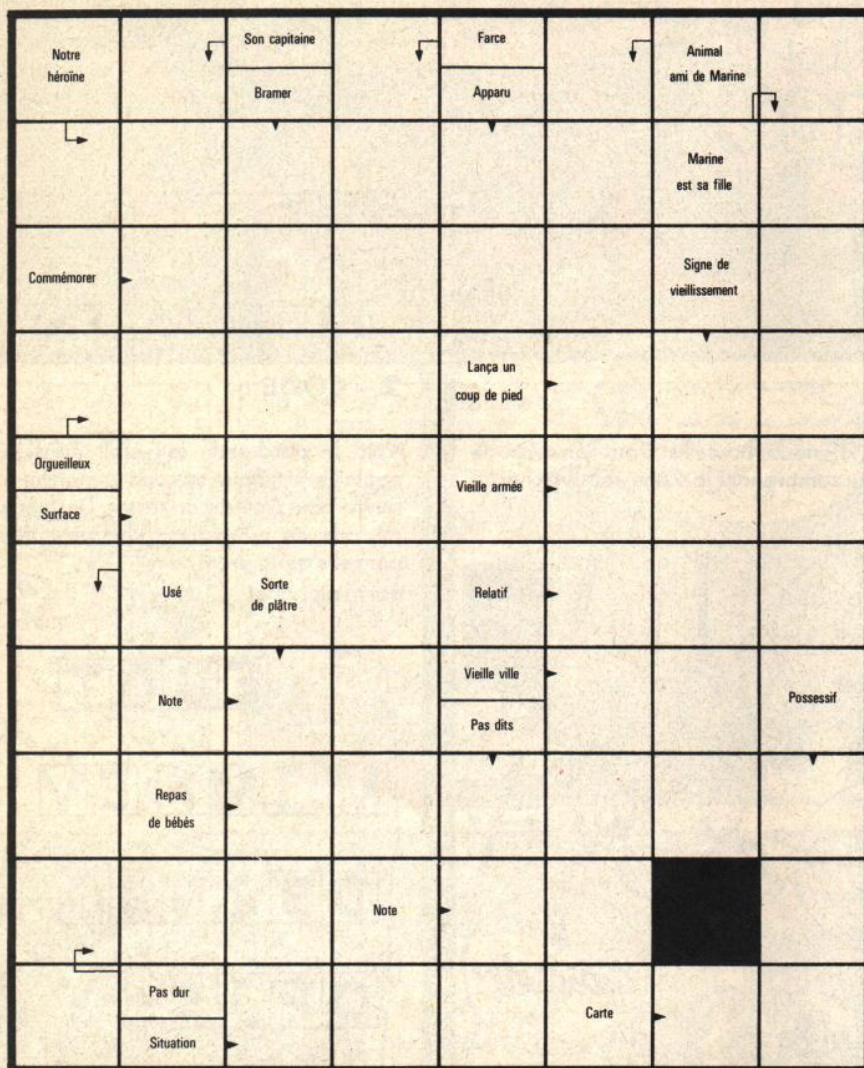 Notre
héroïne
Son capitaine
Bramer
Farce
Apparu
Animal
ami de Marine
Marine
est sa fille
Commémorer
Signe de
vieillissement
Lança un
coup de pied
Orgueilleux
Surface
Vieille armée
Usé
Sorte
de plâtre
Relatif
Note
Vieille ville
Pas dits
Possessif
Repas
de bébés
Note
Pas dur
Situation
Carte